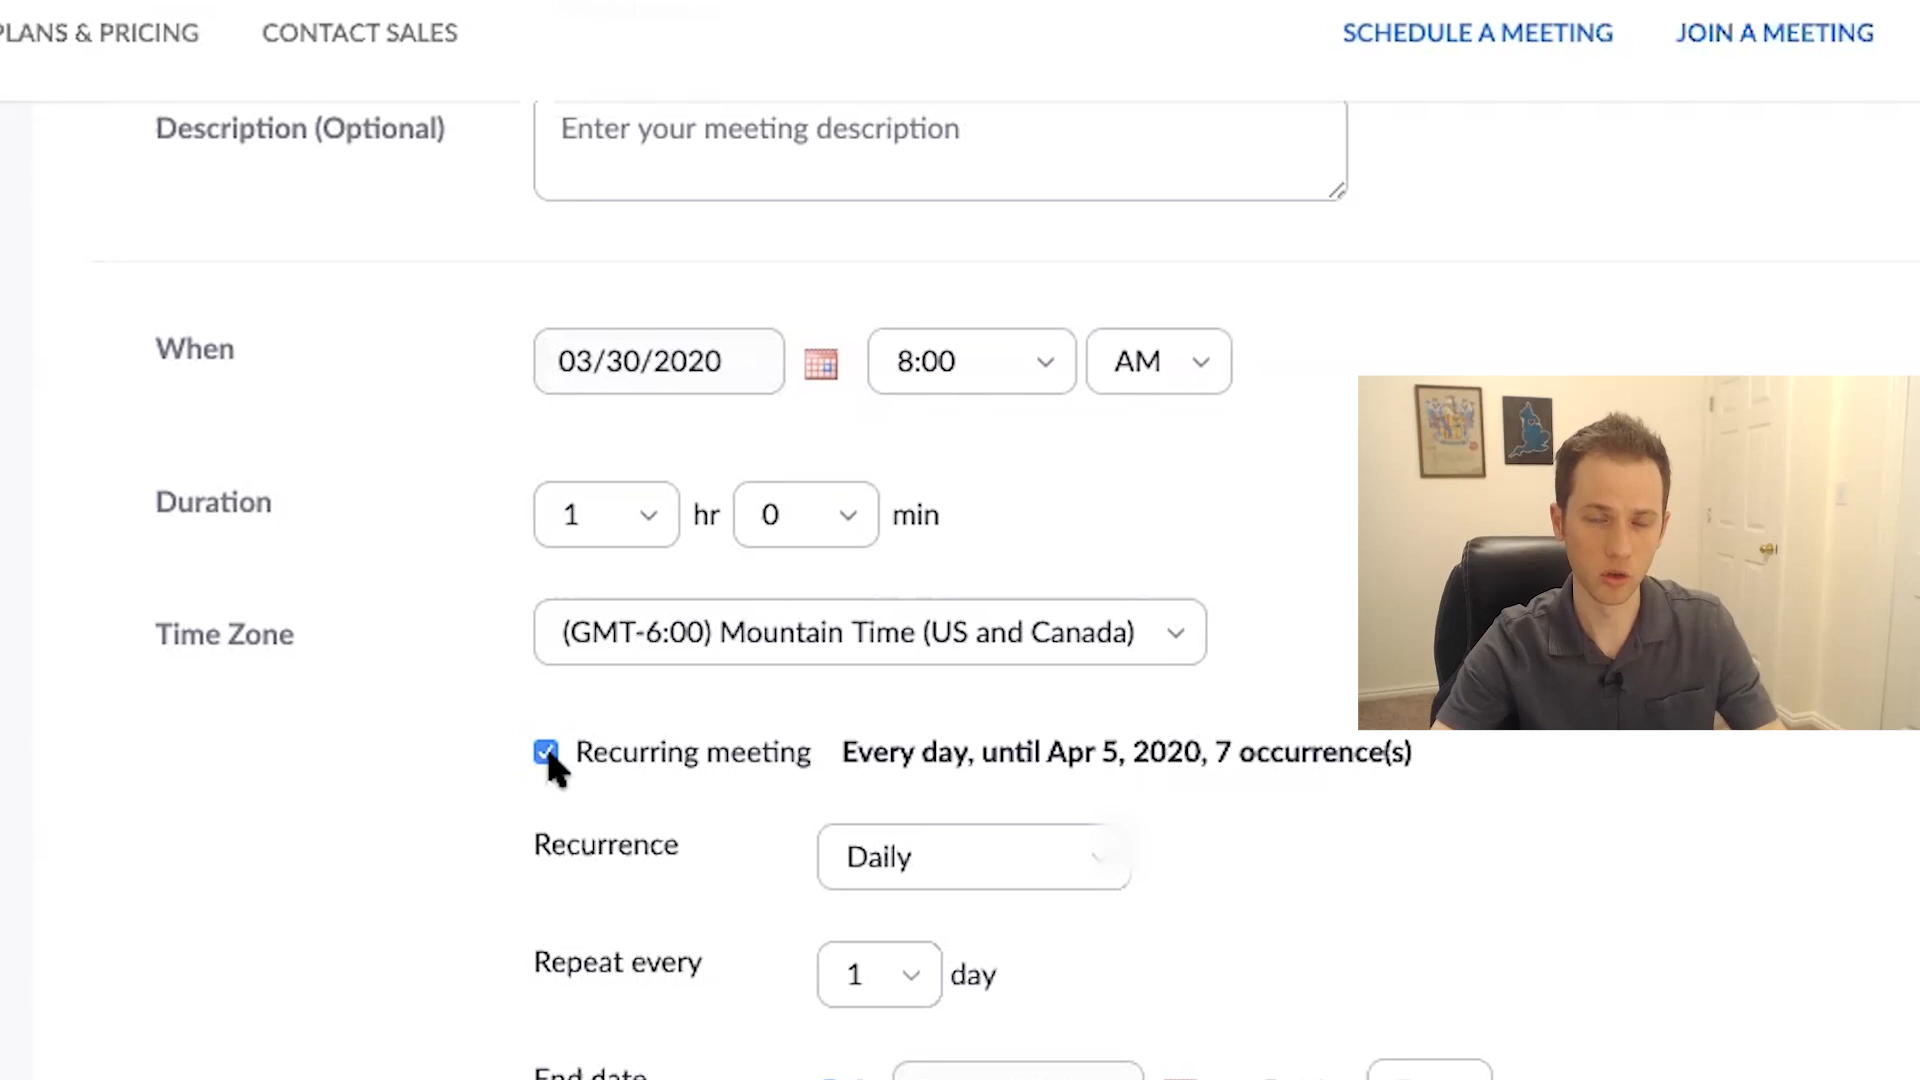 PLANS & PRICING CONTACT SALES SCHEDULE A MEETING JOIN A MEETING
Description (Optional) Enter your meeting description
When 03/30/2020 8:00 AM
Duration 1 hr 0 min
Time Zone (GMT-6:00) Mountain Time (US and Canada)
Recurring meeting Every day, until Apr 5, 2020, 7 occurrence(s)
Recurrence Daily
Repeat every 1 day
End date